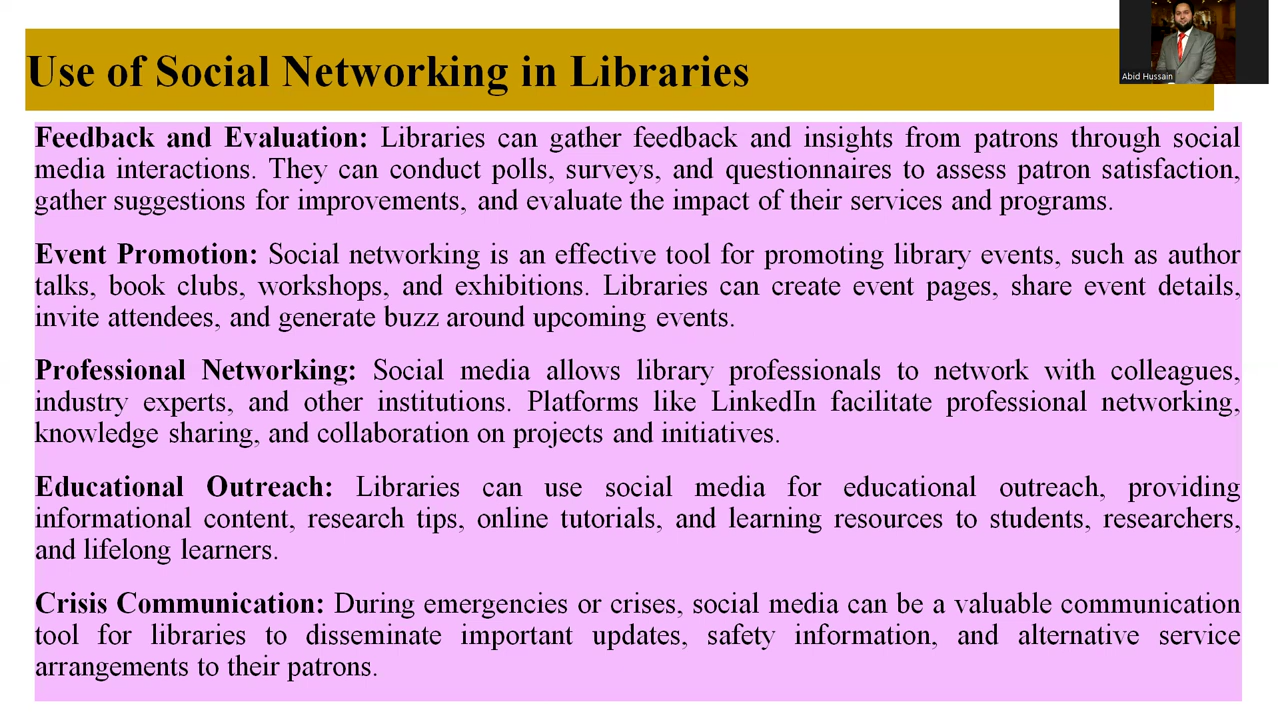 Use of Social Networking in Libraries
Abid Hussain
Feedback and Evaluation: Libraries can gather feedback and insights from patrons through social
media interactions. They can conduct polls, surveys, and questionnaires to assess patron satisfaction,
gather suggestions for improvements, and evaluate the impact of their services and programs.
Event Promotion: Social networking is an effective tool for promoting library events, such as author
talks, book clubs, workshops, and exhibitions. Libraries can create event pages, share event details,
invite attendees, and generate buzz around upcoming events.
Professional Networking: Social media allows library professionals to network with colleagues,
industry experts, and other institutions. Platforms like LinkedIn facilitate professional networking,
knowledge sharing, and collaboration on projects and initiatives.
Educational Outreach: Libraries can use social media for educational outreach, providing
informational content, research tips, online tutorials, and learning resources to students, researchers,
and lifelong learners.
Crisis Communication: During emergencies or crises, social media can be a valuable communication
tool for libraries to disseminate important updates, safety information, and alternative service
arrangements to their patrons.